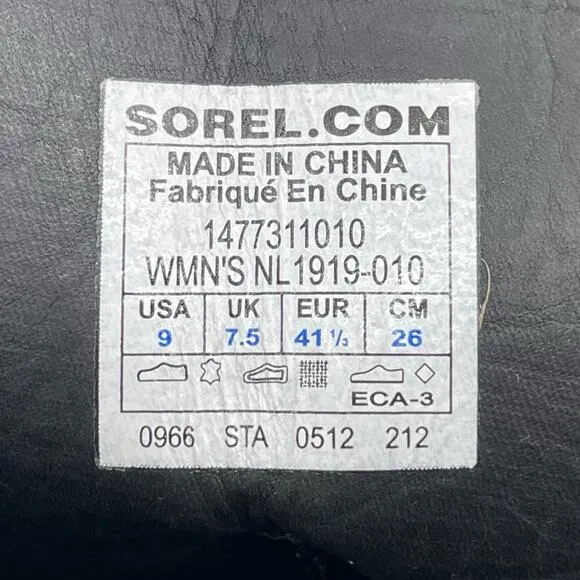 SOREL.COM
MADE IN CHINA
Fabriqué En Chine
1477311010
WMN'S NL1919-010
USA UK EUR CM
9 7.5 41 1/3 26
ECA-3
0966 STA 0512 212